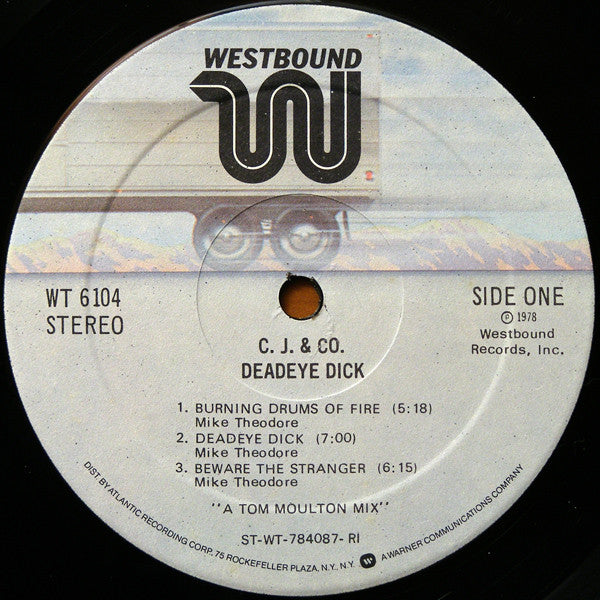 WESTBOUND
W
WT 6104
STEREO
SIDE ONE
Ⓟ 1978
Westbound
Records, Inc.
C. J. & CO.
DEADEYE DICK
1. BURNING DRUMS OF FIRE (5:18)
Mike Theodore
2. DEADEYE DICK (7:00)
Mike Theodore
3. BEWARE THE STRANGER (6:15)
Mike Theodore
"A TOM MOULTON MIX"
ST-WT-784087-RI
DIST. BY ATLANTIC RECORDING CORP. 75 ROCKEFELLER PLAZA, N.Y., N.Y. W A WARNER COMMUNICATIONS COMPANY